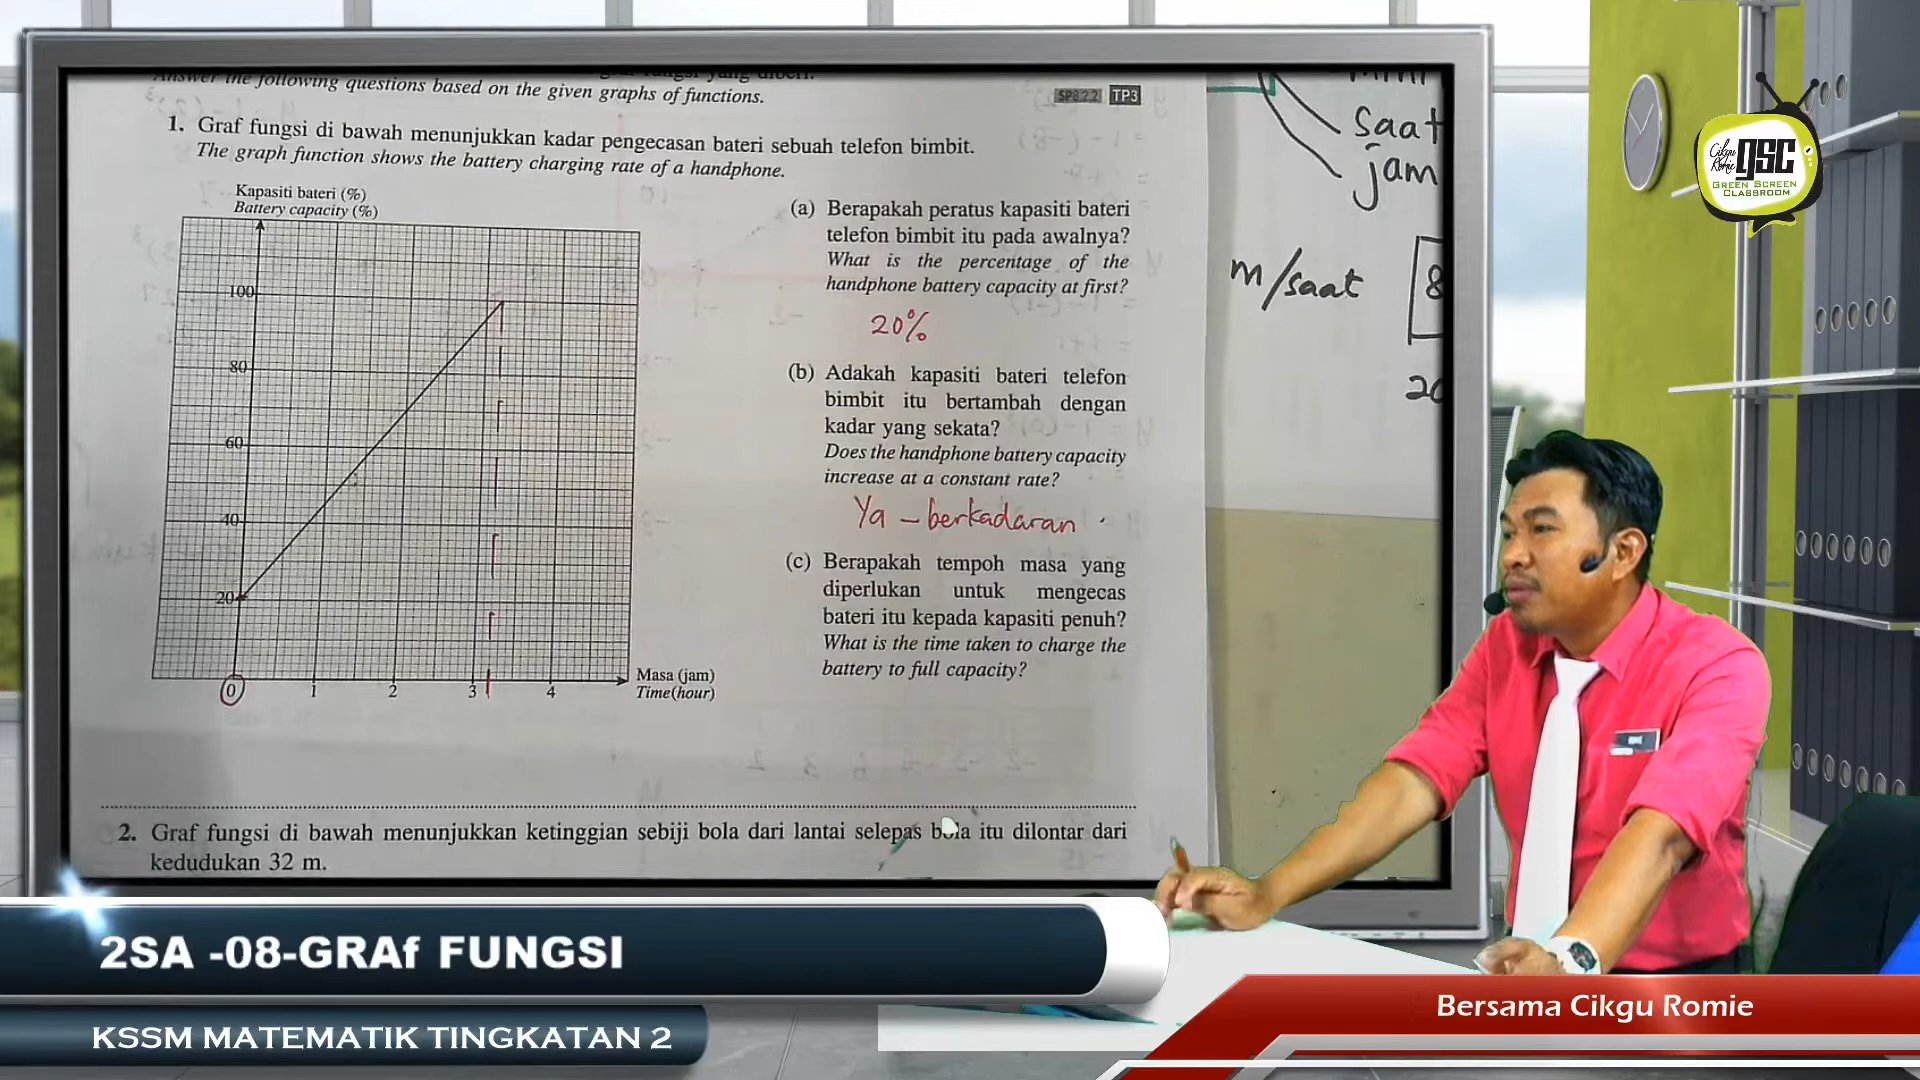 Answer the following questions based on the given graphs of functions.
SP8.2.2 TP3
1. Graf fungsi di bawah menunjukkan kadar pengecasan bateri sebuah telefon bimbit.
The graph function shows the battery charging rate of a handphone.
Kapasiti bateri (%)
Battery capacity (%)
100
80
60
40
20
0 1 2 3 4
Masa (jam)
Time (hour)
(a) Berapakah peratus kapasiti bateri
telefon bimbit itu pada awalnya?
What is the percentage of the
handphone battery capacity at first?
20%
(b) Adakah kapasiti bateri telefon
bimbit itu bertambah dengan
kadar yang sekata?
Does the handphone battery capacity
increase at a constant rate?
Ya – berkadaran
(c) Berapakah tempoh masa yang
diperlukan untuk mengecas
bateri itu kepada kapasiti penuh?
What is the time taken to charge the
battery to full capacity?
2. Graf fungsi di bawah menunjukkan ketinggian sebiji bola dari lantai selepas bola itu dilontar dari
kedudukan 32 m.
saat
jam
m/saat
8
20
Cikgu Romie GSC
GREEN SCREEN
CLASSROOM
2SA -08-GRAf FUNGSI
KSSM MATEMATIK TINGKATAN 2
Bersama Cikgu Romie